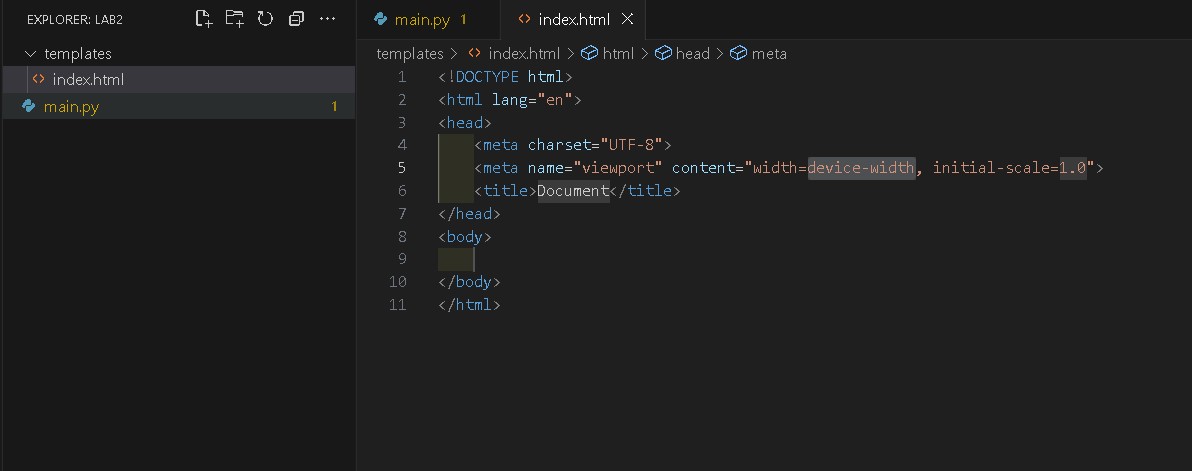 EXPLORER: LAB2
templates
index.html
main.py 1
main.py 1
index.html
templates > index.html > html > head > meta
1 <!DOCTYPE html>
2 <html lang="en">
3 <head>
4 <meta charset="UTF-8">
5 <meta name="viewport" content="width=device-width, initial-scale=1.0">
6 <title>Document</title>
7 </head>
8 <body>
9
10 </body>
11 </html>